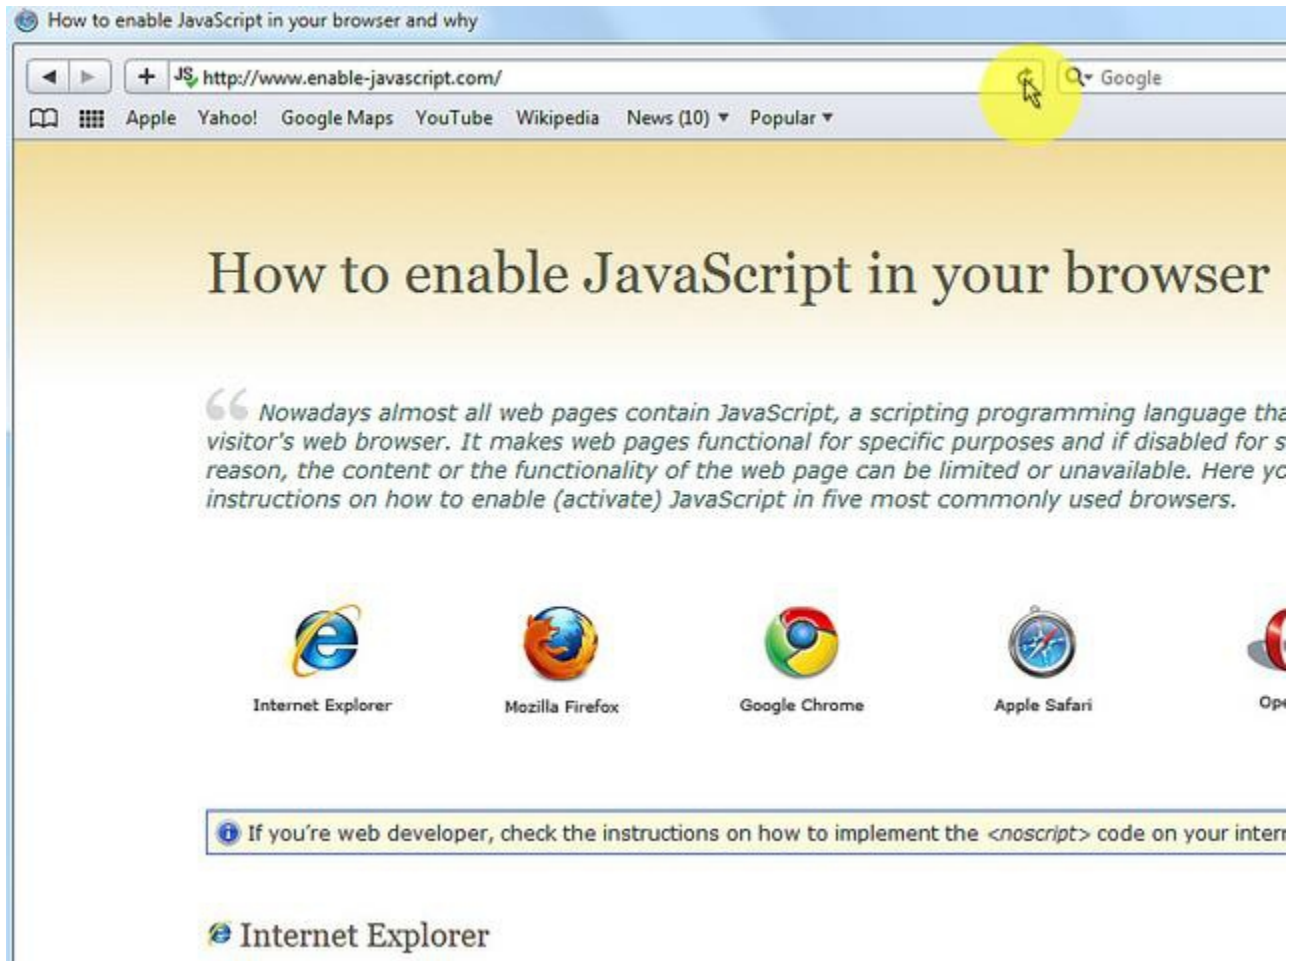 How to enable JavaScript in your browser and why
+ JS http://www.enable-javascript.com/ Google
Apple Yahoo! Google Maps YouTube Wikipedia News (10) ▾ Popular ▾
How to enable JavaScript in your browser
“ Nowadays almost all web pages contain JavaScript, a scripting programming language tha
visitor's web browser. It makes web pages functional for specific purposes and if disabled for s
reason, the content or the functionality of the web page can be limited or unavailable. Here yo
instructions on how to enable (activate) JavaScript in five most commonly used browsers.
Internet Explorer Mozilla Firefox Google Chrome Apple Safari Ope
If you’re web developer, check the instructions on how to implement the <noscript> code on your intern
Internet Explorer